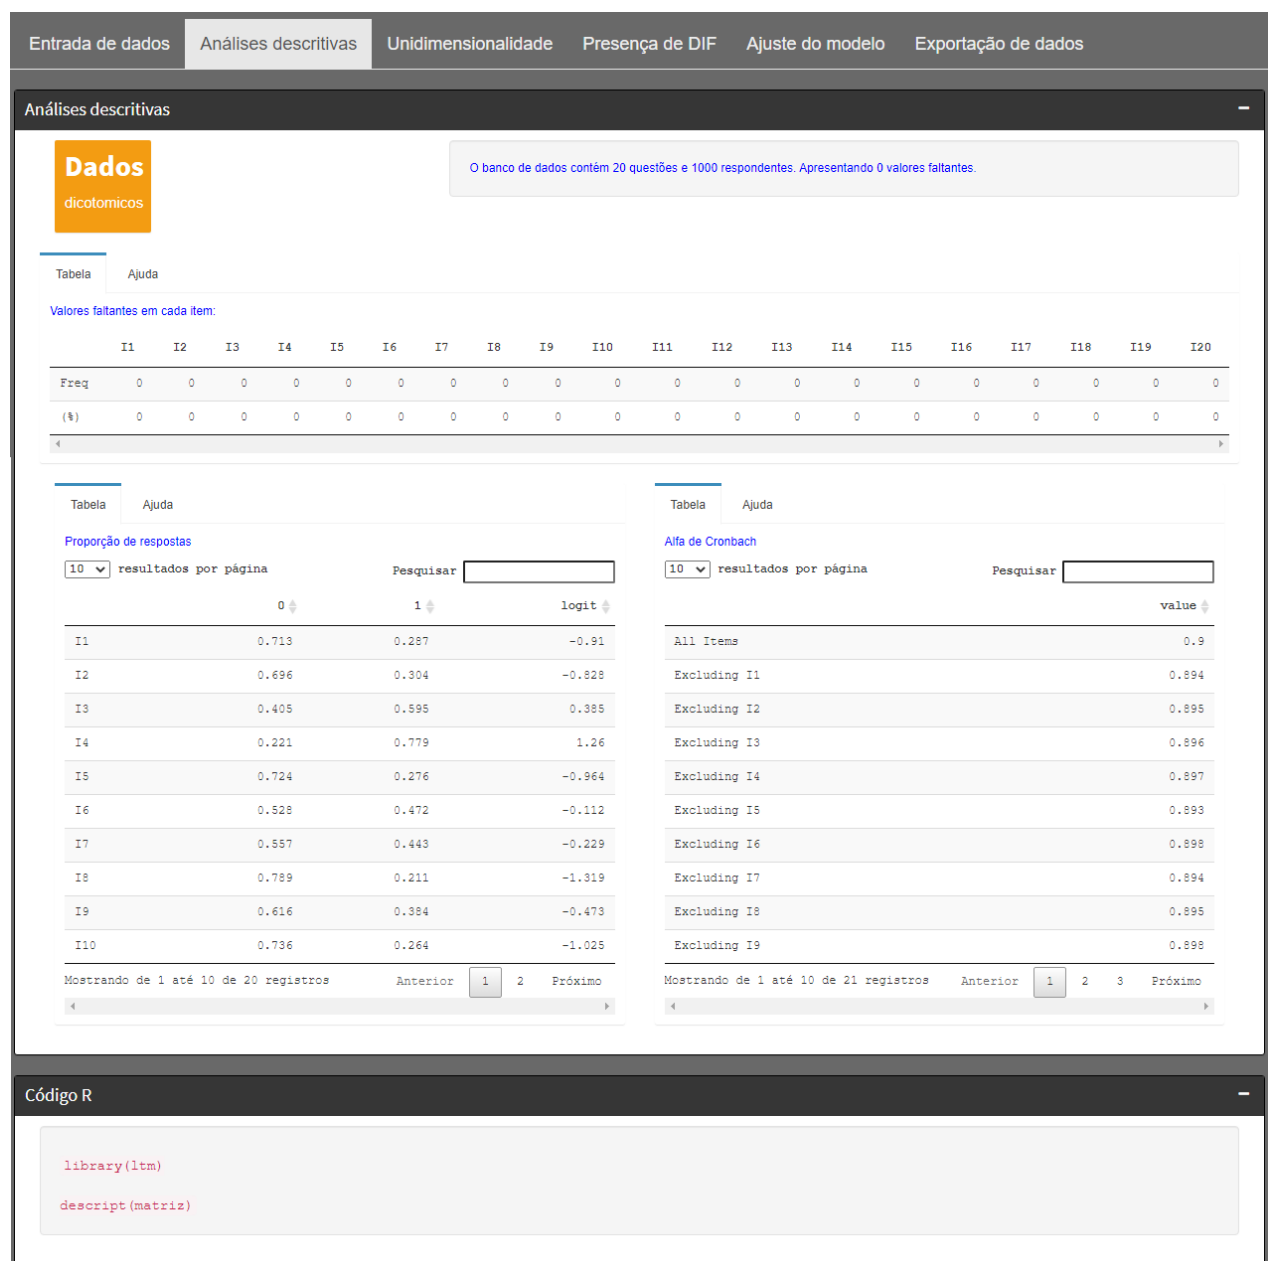 Entrada de dados Análises descritivas Unidimensionalidade Presença de DIF Ajuste do modelo Exportação de dados
Análises descritivas
Dados
dicotomicos
O banco de dados contém 20 questões e 1000 respondentes. Apresentando 0 valores faltantes.
Tabela Ajuda
Valores faltantes em cada item:
I1 I2 I3 I4 I5 I6 I7 I8 I9 I10 I11 I12 I13 I14 I15 I16 I17 I18 I19 I20
Freq 0 0 0 0 0 0 0 0 0 0 0 0 0 0 0 0 0 0 0 0
(%) 0 0 0 0 0 0 0 0 0 0 0 0 0 0 0 0 0 0 0 0
Tabela Ajuda
Proporção de respostas
10 resultados por página Pesquisar
0 1 logit
I1 0.713 0.287 -0.91
I2 0.696 0.304 -0.828
I3 0.405 0.595 0.385
I4 0.221 0.779 1.26
I5 0.724 0.276 -0.964
I6 0.528 0.472 -0.112
I7 0.557 0.443 -0.229
I8 0.789 0.211 -1.319
I9 0.616 0.384 -0.473
I10 0.736 0.264 -1.025
Mostrando de 1 até 10 de 20 registros Anterior 1 2 Próximo
Tabela Ajuda
Alfa de Cronbach
10 resultados por página Pesquisar
value
All Items 0.9
Excluding I1 0.894
Excluding I2 0.895
Excluding I3 0.896
Excluding I4 0.897
Excluding I5 0.893
Excluding I6 0.898
Excluding I7 0.894
Excluding I8 0.895
Excluding I9 0.898
Mostrando de 1 até 10 de 21 registros Anterior 1 2 3 Próximo
Código R
library(ltm)
descript(matriz)